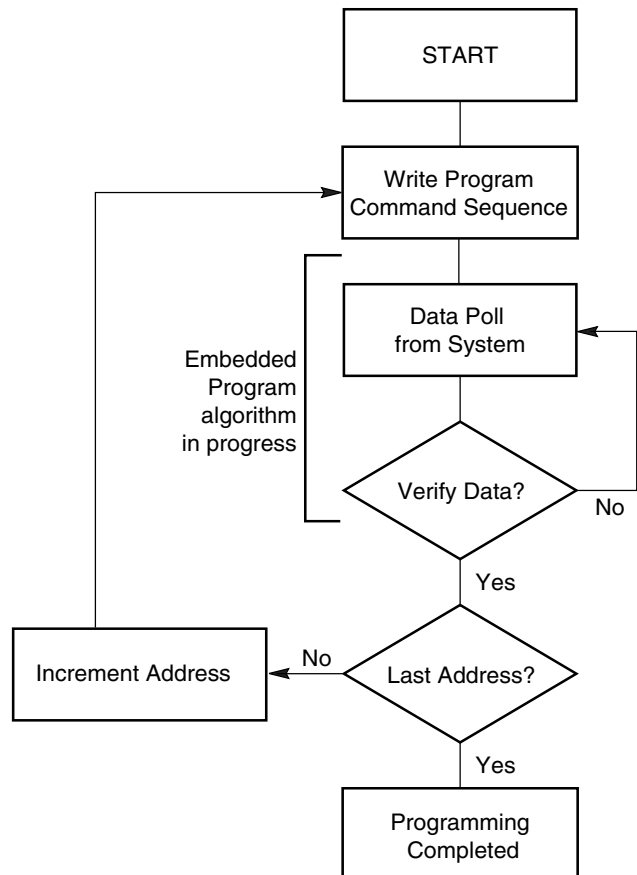 START
Write Program
Command Sequence
Data Poll
from System
Embedded
Program
algorithm
in progress
Verify Data?
No
Yes
Increment Address
No
Last Address?
Yes
Programming
Completed